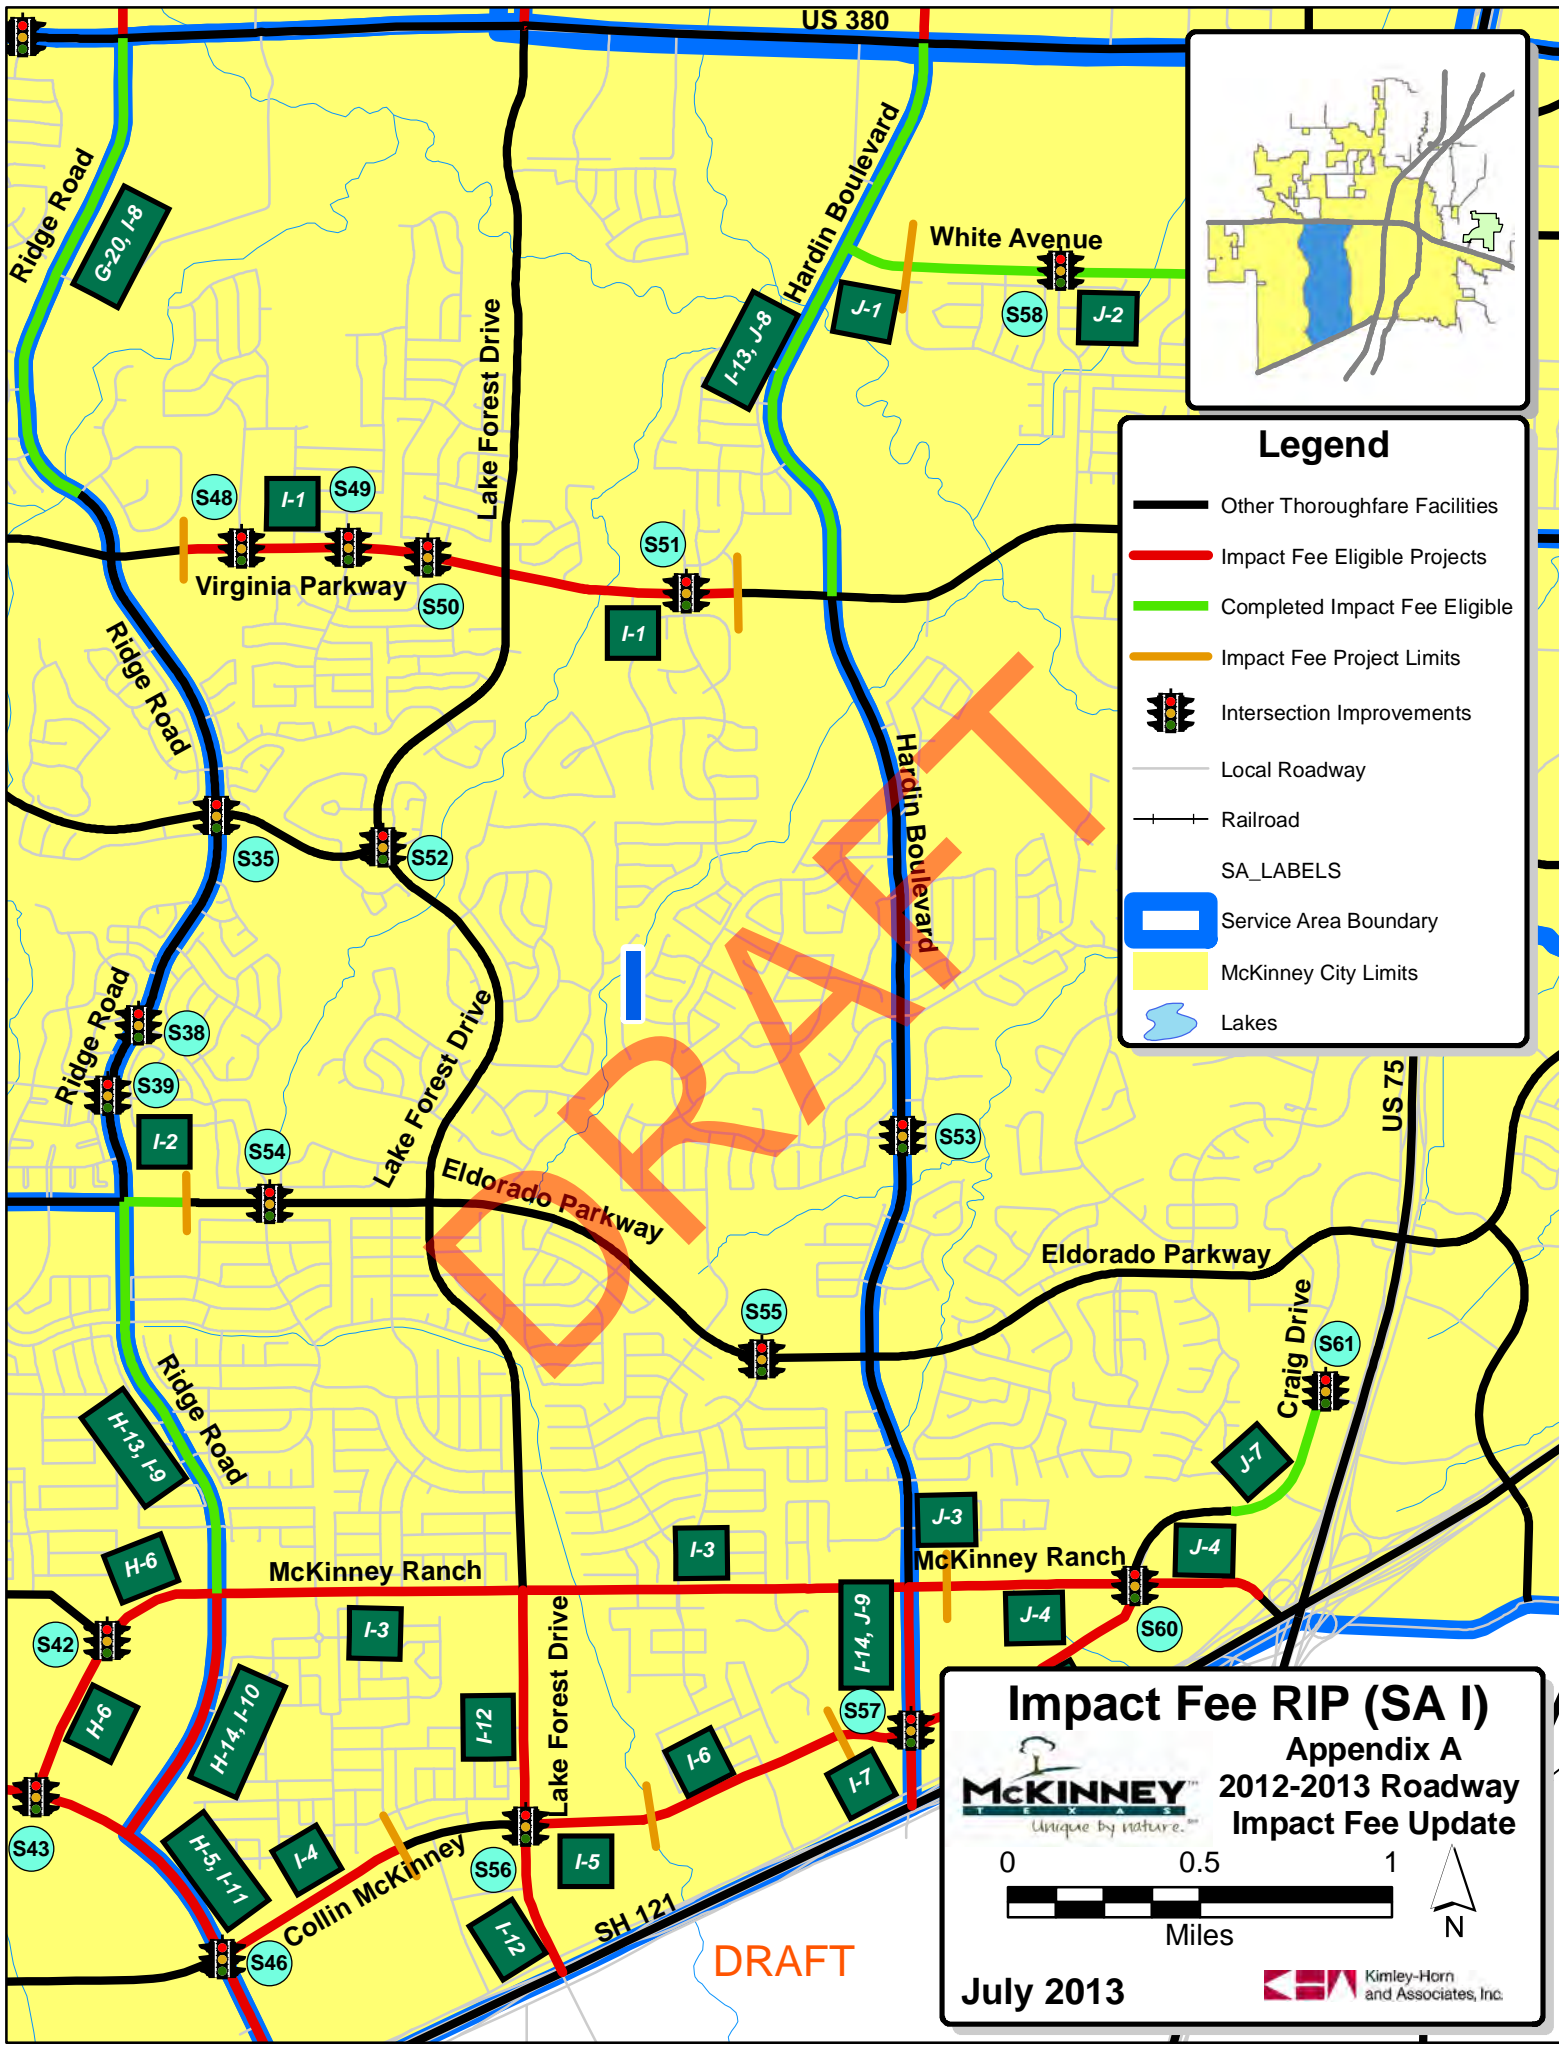 US 380
Ridge Road
G-20, I-8
Hardin Boulevard
White Avenue
J-1
S58
J-2
I-13, J-8
Lake Forest Drive
S48
I-1
S49
Virginia Parkway
S50
S51
I-1
Legend
Other Thoroughfare Facilities
Impact Fee Eligible Projects
Completed Impact Fee Eligible
Impact Fee Project Limits
Intersection Improvements
Local Roadway
Railroad
SA_LABELS
Service Area Boundary
McKinney City Limits
Lakes
Ridge Road
Hardin Boulevard
S35
S52
I
DRAFT
Ridge Road
S38
S39
Lake Forest Drive
I-2
S54
S53
US 75
Eldorado Parkway
Eldorado Parkway
S55
Craig Drive
S61
Ridge Road
H-13, I-9
J-7
J-3
J-4
H-6
McKinney Ranch
I-3
McKinney Ranch
I-3
I-14, J-9
J-4
S60
S42
H-6
H-14, I-10
I-12
Lake Forest Drive
S57
I-6
I-7
S43
H-5, I-11
I-4
Collin McKinney
S56
I-5
I-12
SH 121
S46
DRAFT
Impact Fee RIP (SA I)
Appendix A
2012-2013 Roadway
Impact Fee Update
McKINNEY
TEXAS
Unique by nature.℠
0 0.5 1
Miles
N
July 2013
Kimley-Horn
and Associates, Inc.